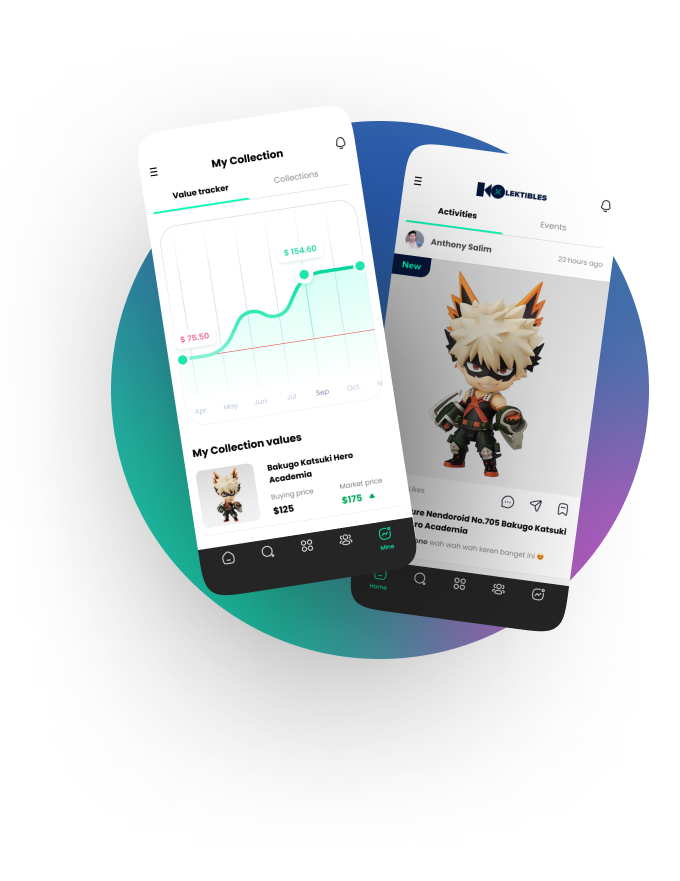 My Collection
Value tracker
Collections
$ 154.60
$ 75.50
Apr
May
Jun
Jul
Sep
Oct
N
My Collection values
Bakugo Katsuki Hero
Academia
Buying price
Market price
$125
$175
Mine
KOLEKTIBLES
Activities
Events
Anthony Salim
23 hours ago
New
Likes
ure Nendoroid No.705 Bakugo Katsuki
ro Academia
ono wah wah wah keren banget ini 😍
Home